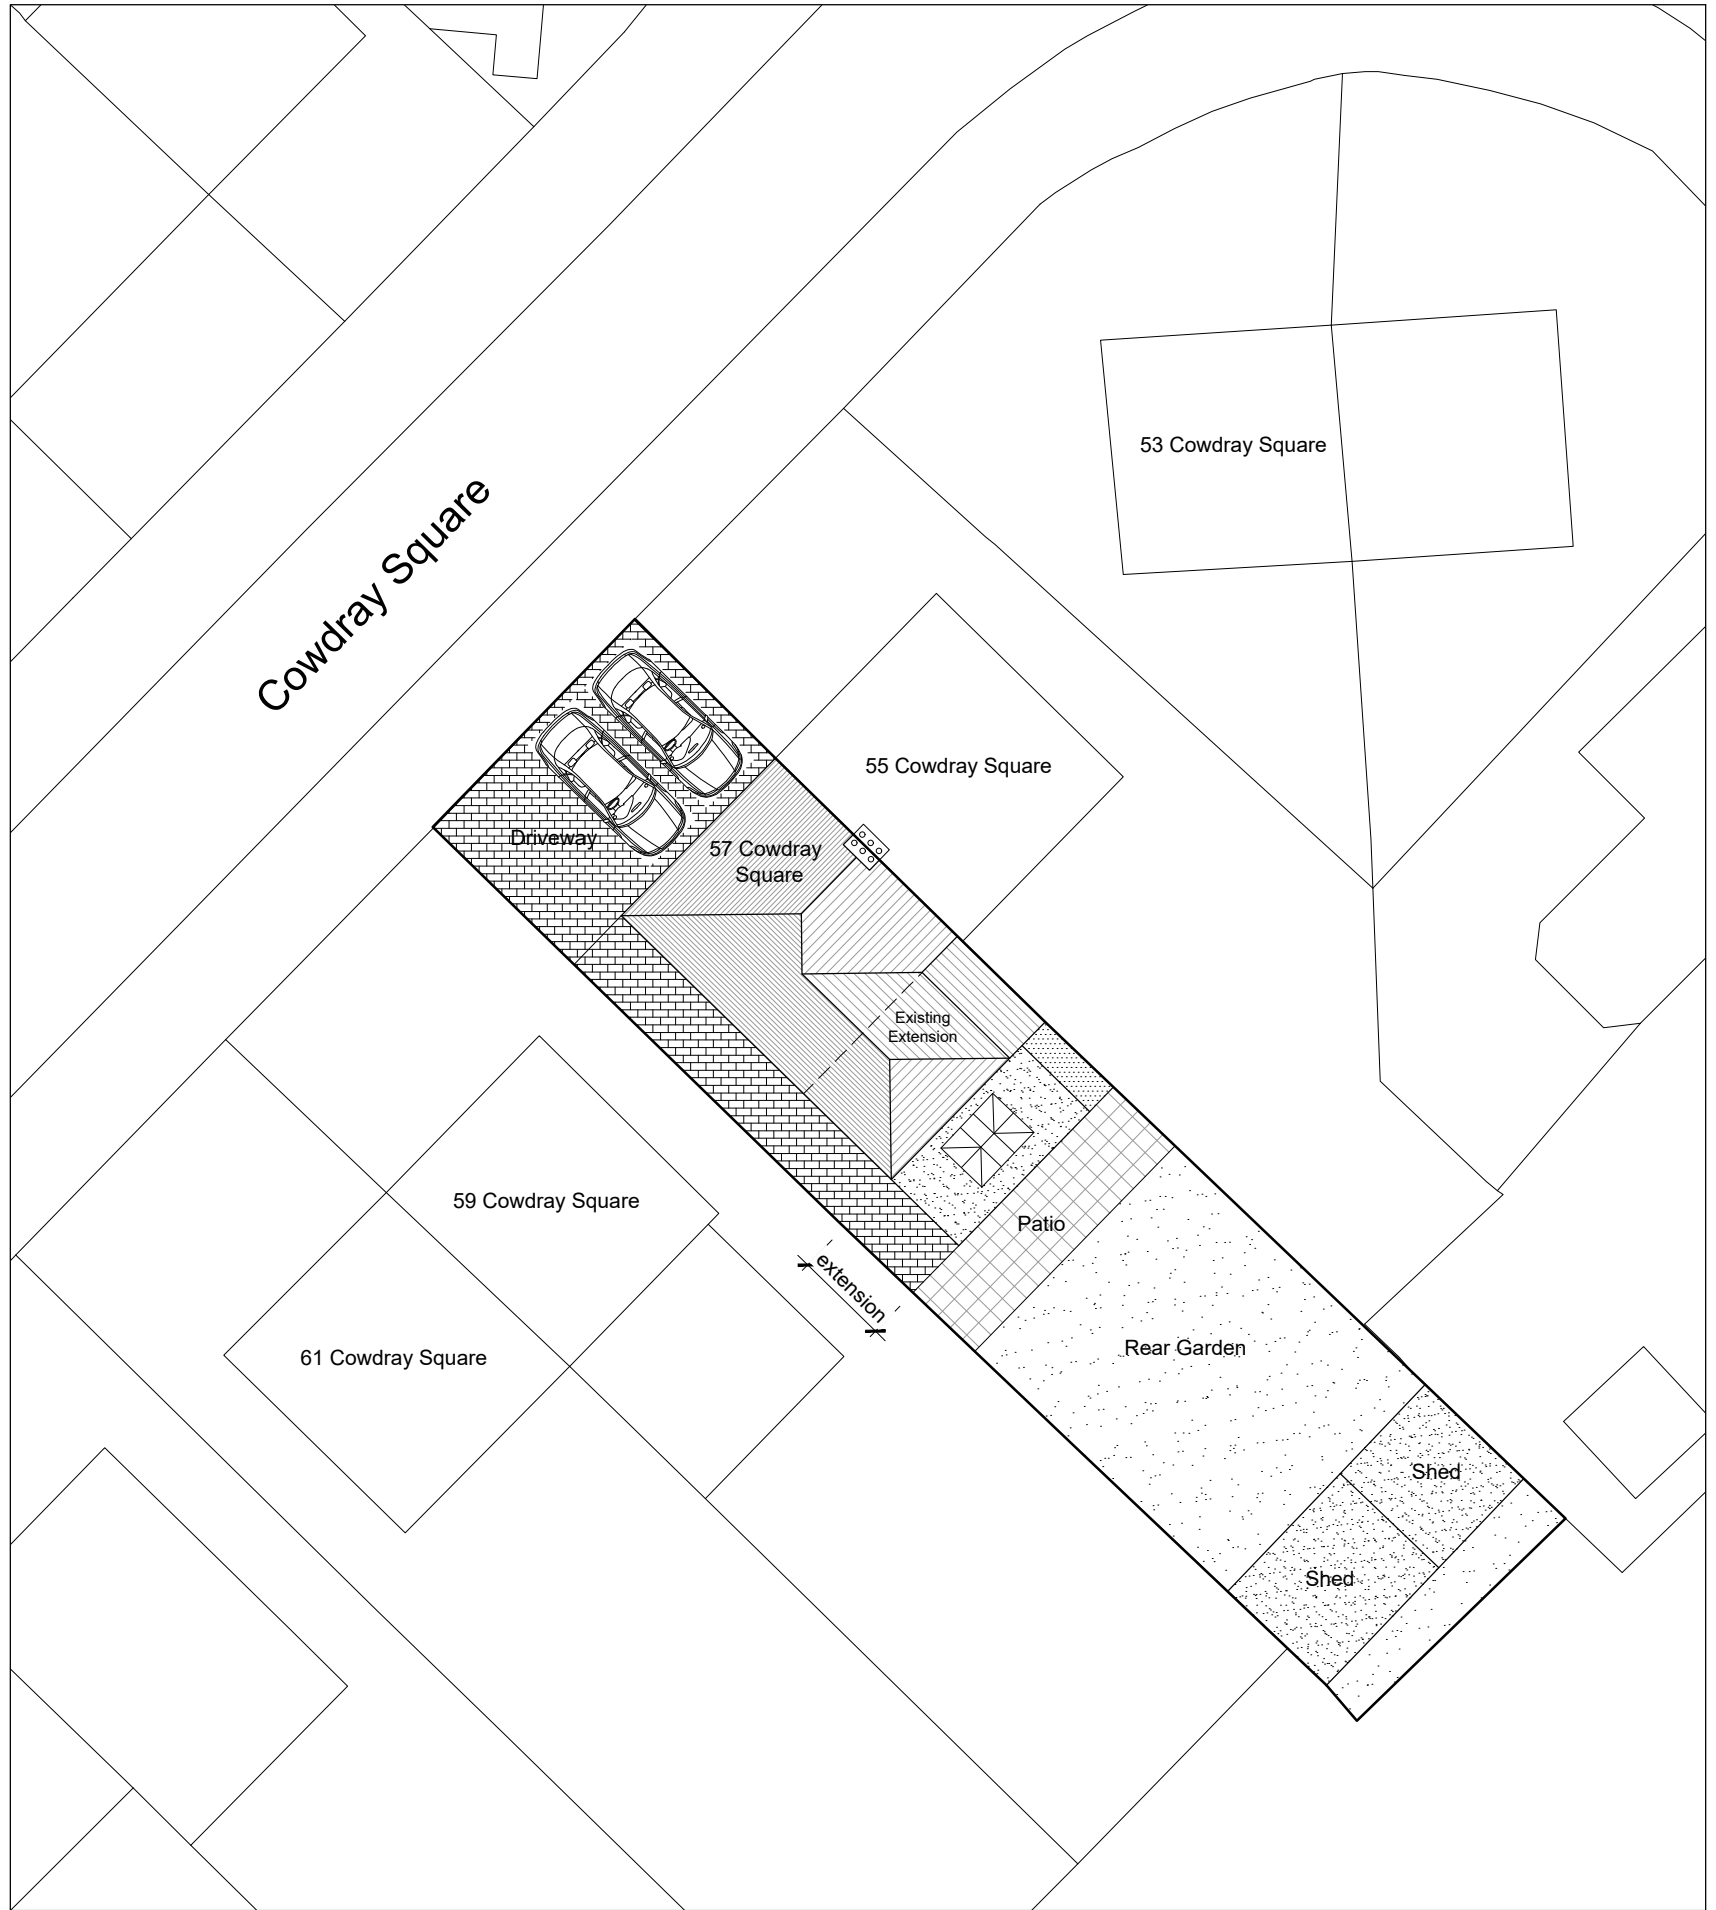 53 Cowdray Square
Cowdray Square
55 Cowdray Square
Driveway
57 Cowdray
Square
Existing
Extension
59 Cowdray Square
Patio
extension
Rear Garden
61 Cowdray Square
Shed
Shed